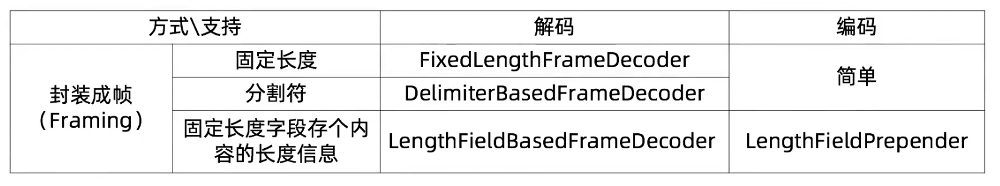 方式\支持
解码
编码
封装成帧
（Framing）
固定长度
FixedLengthFrameDecoder
简单
分割符
DelimiterBasedFrameDecoder
固定长度字段存个内
容的长度信息
LengthFieldBasedFrameDecoder
LengthFieldPrepender